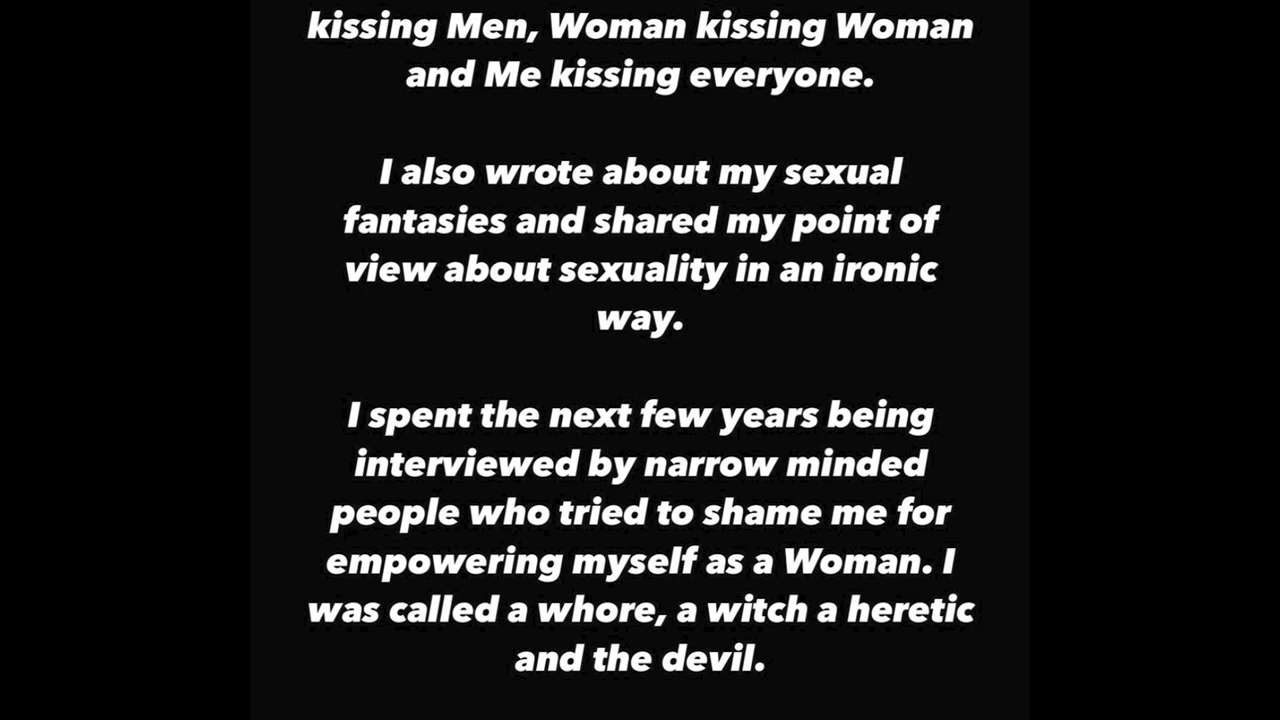 kissing Men, Woman kissing Woman
and Me kissing everyone.
I also wrote about my sexual
fantasies and shared my point of
view about sexuality in an ironic
way.
I spent the next few years being
interviewed by narrow minded
people who tried to shame me for
empowering myself as a Woman. I
was called a whore, a witch a heretic
and the devil.